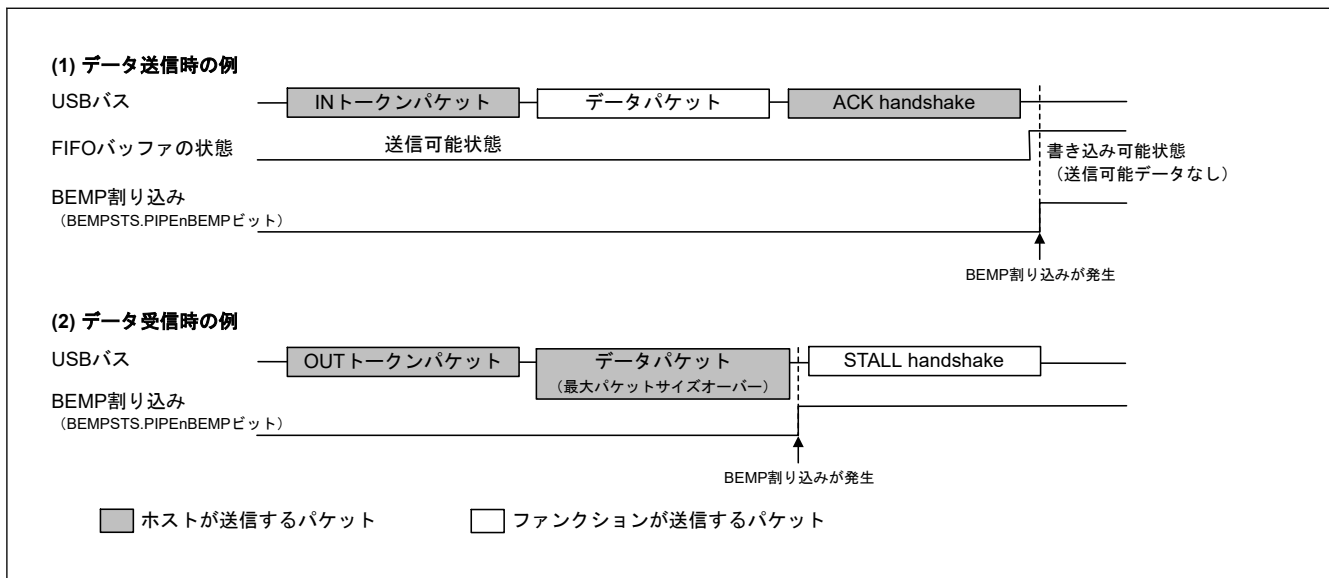 (1) データ送信時の例
USBバス
INトークンパケット
データパケット
ACK handshake
FIFOバッファの状態
送信可能状態
書き込み可能状態
（送信可能データなし）
BEMP割り込み
（BEMPSTS.PIPEnBEMPビット）
BEMP割り込みが発生
(2) データ受信時の例
USBバス
OUTトークンパケット
データパケット
（最大パケットサイズオーバー）
STALL handshake
BEMP割り込み
（BEMPSTS.PIPEnBEMPビット）
BEMP割り込みが発生
ホストが送信するパケット
ファンクションが送信するパケット